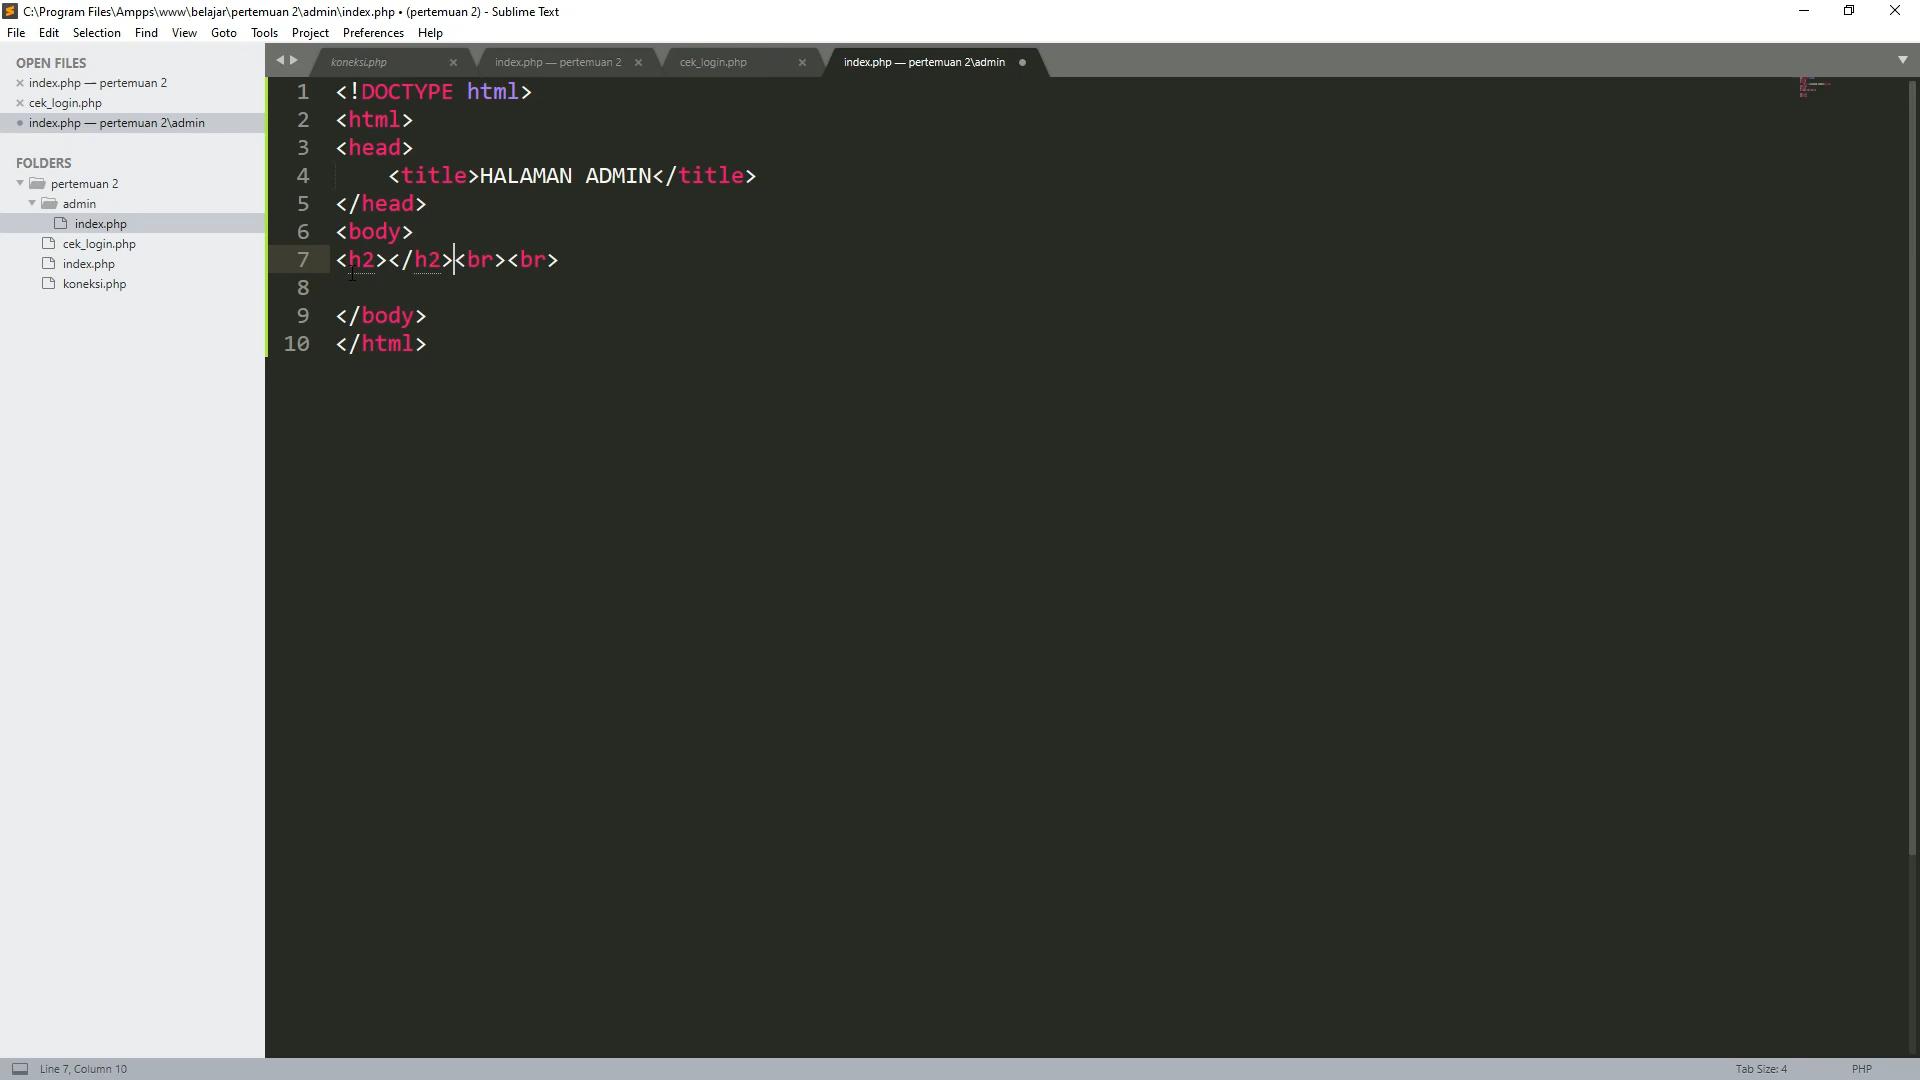 C:\Program Files\Ampps\www\belajar\pertemuan 2\admin\index.php • (pertemuan 2) - Sublime Text
File Edit Selection Find View Goto Tools Project Preferences Help
OPEN FILES
index.php — pertemuan 2
cek_login.php
index.php — pertemuan 2\admin
FOLDERS
pertemuan 2
admin
index.php
cek_login.php
index.php
koneksi.php
koneksi.php index.php — pertemuan 2 cek_login.php index.php — pertemuan 2\admin
1 <!DOCTYPE html>
2 <html>
3 <head>
4 <title>HALAMAN ADMIN</title>
5 </head>
6 <body>
7 <h2></h2><br><br>
8
9 </body>
10 </html>
Line 7, Column 10 Tab Size: 4 PHP